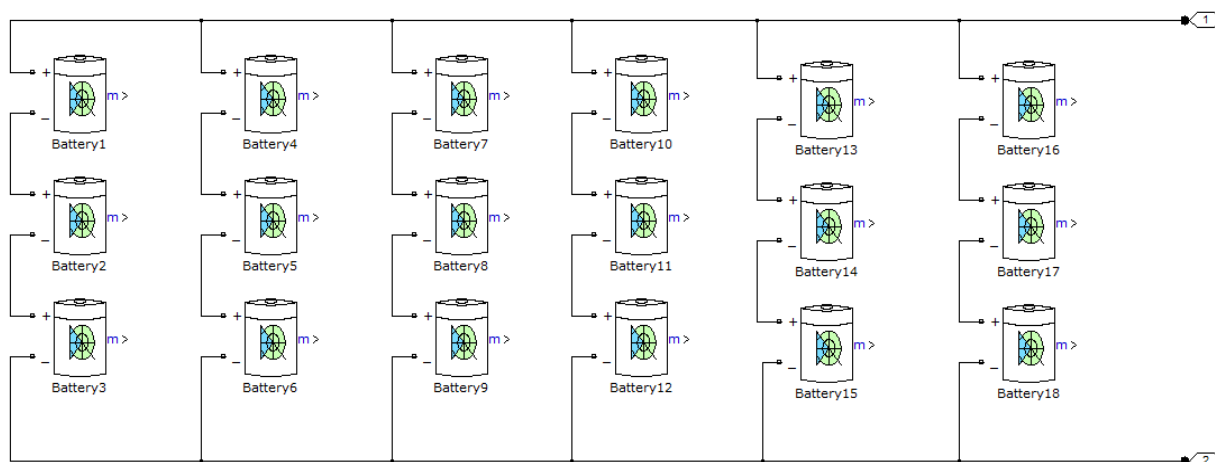 1
+ m > + m > + m > + m > + m > + m >
− − − − − −
Battery1 Battery4 Battery7 Battery10 Battery13 Battery16
+ m > + m > + m > + m > + m > + m >
− − − − − −
Battery2 Battery5 Battery8 Battery11 Battery14 Battery17
+ m > + m > + m > + m > + m > + m >
− − − − − −
Battery3 Battery6 Battery9 Battery12 Battery15 Battery18
2